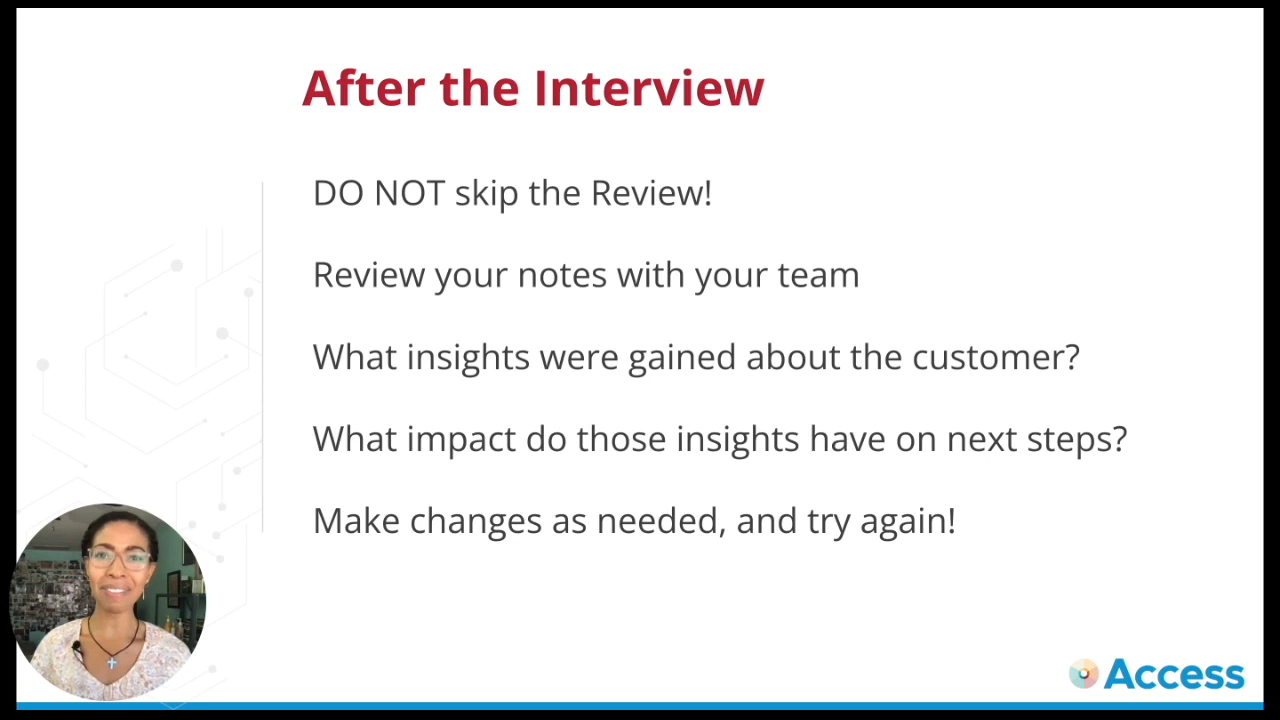 After the Interview
DO NOT skip the Review!
Review your notes with your team
What insights were gained about the customer?
What impact do those insights have on next steps?
Make changes as needed, and try again!
Access